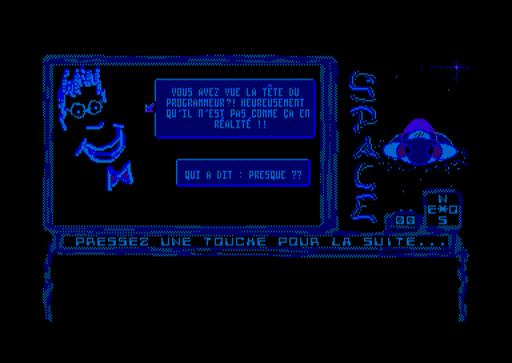 VOUS AVEZ VUE LA TÊTE DU
PROGRAMMEUR?! HEUREUSEMENT
QU'IL N'EST PAS COMME ÇA EN
RÉALITÉ !!
QUI A DIT : PRESQUE ??
SPACE
00
N
E*O
S
PRESSEZ UNE TOUCHE POUR LA SUITE...